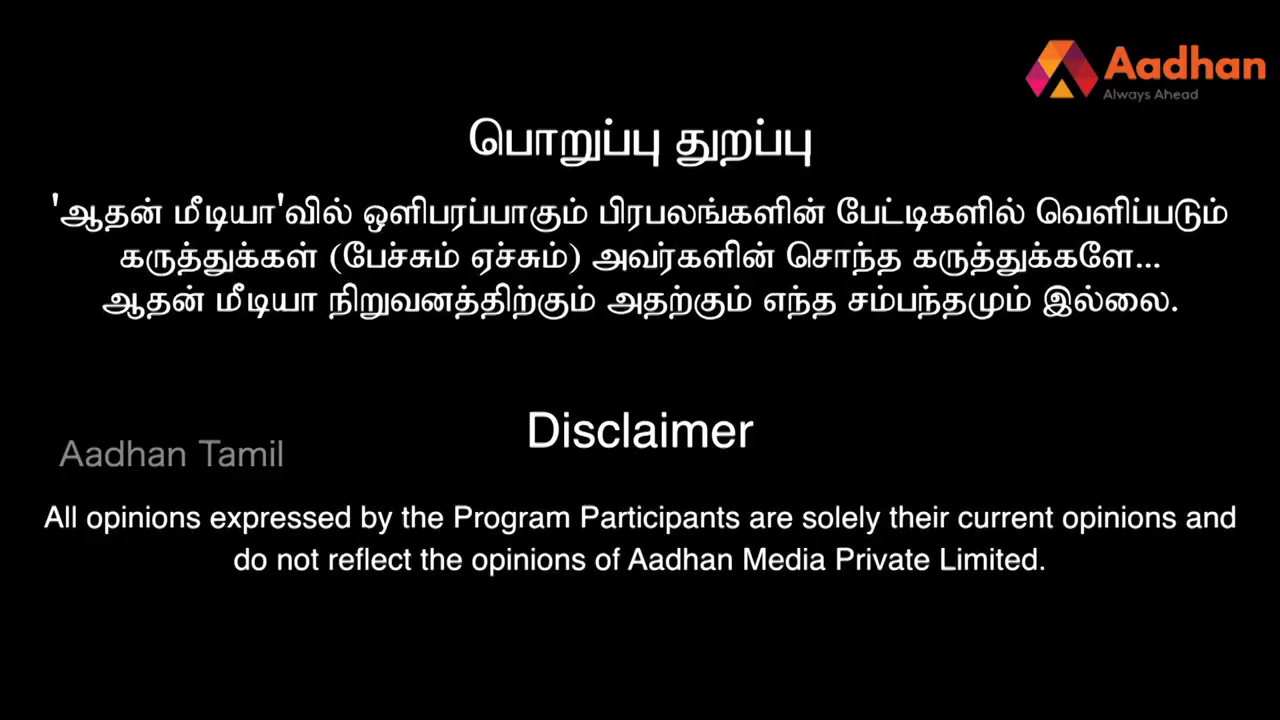 Aadhan
Always Ahead
பொறுப்பு துறப்பு
'ஆதன் மீடியா'வில் ஒளிபரப்பாகும் பிரபலங்களின் பேட்டிகளில் வெளிப்படும்
கருத்துக்கள் (பேச்சும் ஏச்சும்) அவர்களின் சொந்த கருத்துக்களே...
ஆதன் மீடியா நிறுவனத்திற்கும் அதற்கும் எந்த சம்பந்தமும் இல்லை.
Disclaimer
Aadhan Tamil
All opinions expressed by the Program Participants are solely their current opinions and
do not reflect the opinions of Aadhan Media Private Limited.